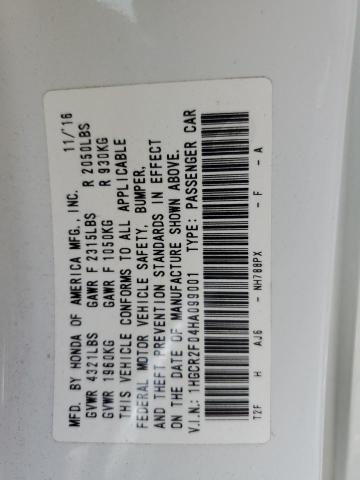 MFD. BY HONDA OF AMERICA MFG., INC. 11/'16
GVWR 4321LBS GAWR F 2315LBS R 2050LBS
GVWR 1960KG GAWR F 1050KG R 930KG
THIS VEHICLE CONFORMS TO ALL APPLICABLE
FEDERAL MOTOR VEHICLE SAFETY, BUMPER,
AND THEFT PREVENTION STANDARDS IN EFFECT
ON THE DATE OF MANUFACTURE SHOWN ABOVE.
V.I.N.: 1HGCR2F04HA099001 TYPE: PASSENGER CAR
T2F H AJ6 - NH788PX - F - A